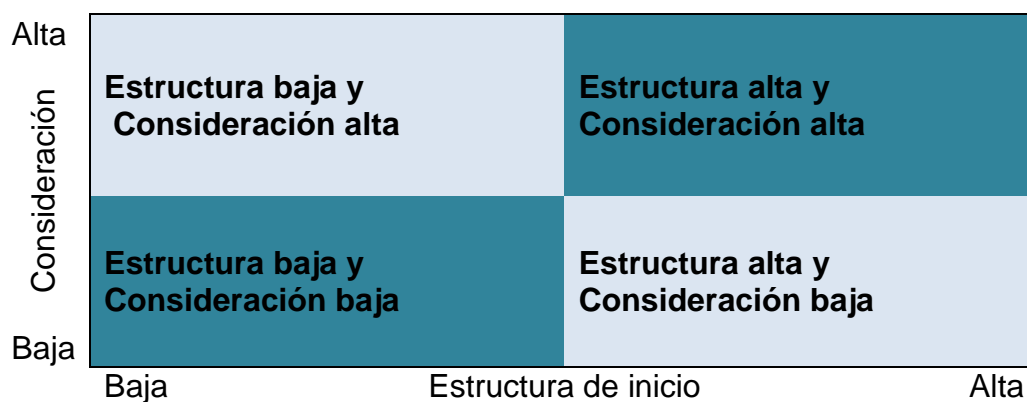 Alta
Estructura baja y
Consideración alta
Estructura alta y
Consideración alta
Consideración
Estructura baja y
Consideración baja
Estructura alta y
Consideración baja
Baja
Baja
Estructura de inicio
Alta